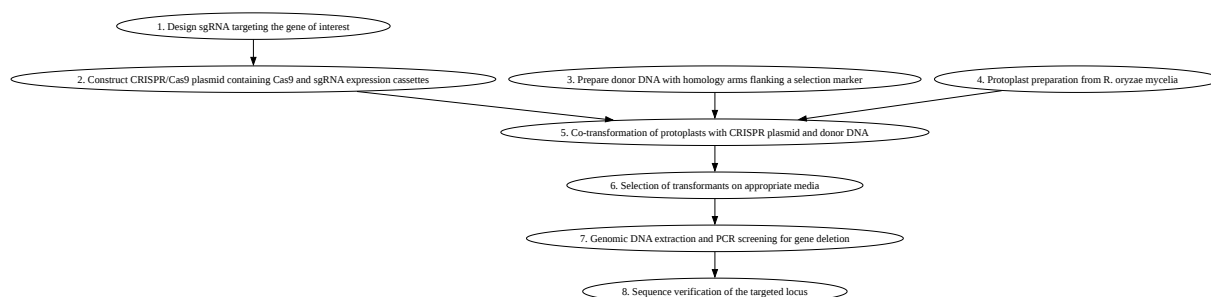 1. Design sgRNA targeting the gene of interest
2. Construct CRISPR/Cas9 plasmid containing Cas9 and sgRNA expression cassettes
3. Prepare donor DNA with homology arms flanking a selection marker
4. Protoplast preparation from R. oryzae mycelia
5. Co-transformation of protoplasts with CRISPR plasmid and donor DNA
6. Selection of transformants on appropriate media
7. Genomic DNA extraction and PCR screening for gene deletion
8. Sequence verification of the targeted locus